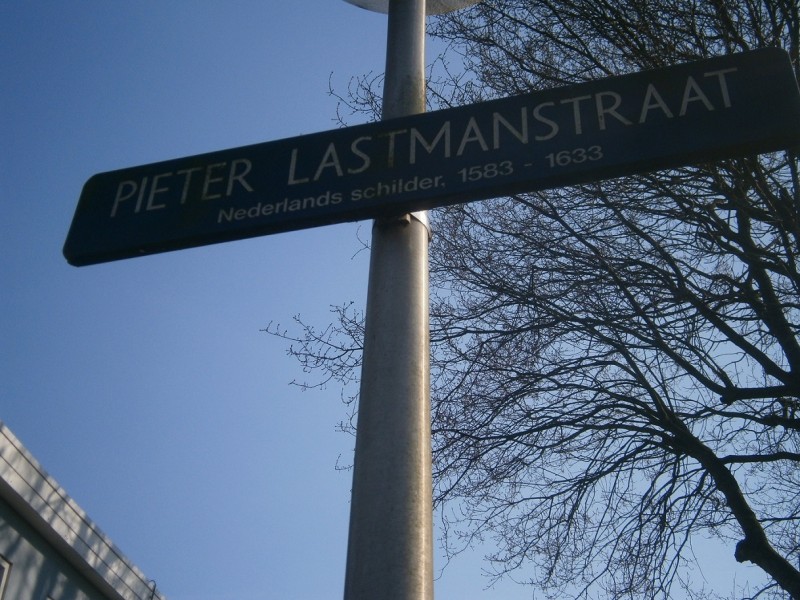 PIETER LASTMANSTRAAT
Nederlands schilder. 1583 - 1633